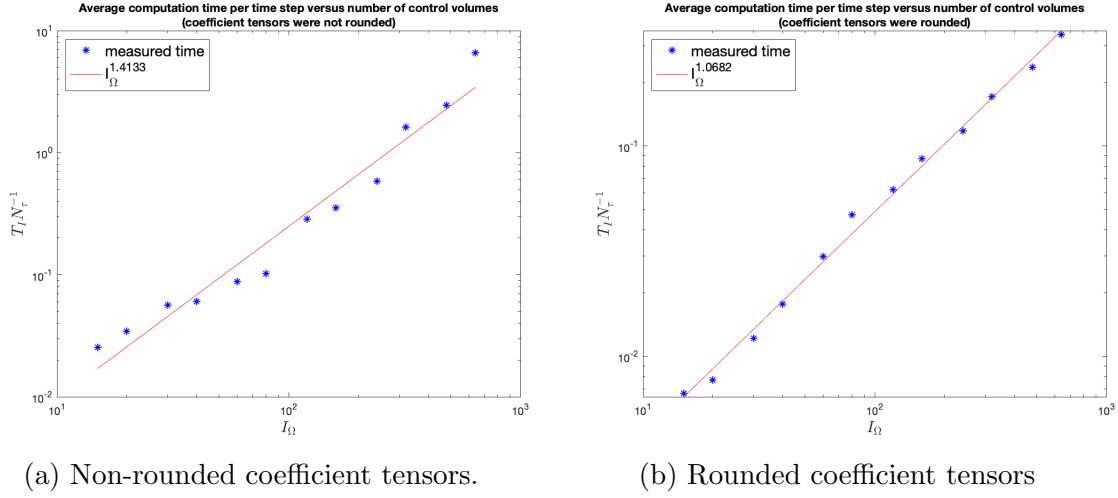 Average computation time per time step versus number of control volumes
(coefficient tensors were not rounded)
10^1
10^0
10^-1
10^-2
T_I N_τ^-1
measured time
I_Ω^1.4133
10^1
10^2
10^3
I_Ω
(a) Non-rounded coefficient tensors.
Average computation time per time step versus number of control volumes
(coefficient tensors were rounded)
10^-1
10^-2
T_I N_τ^-1
measured time
I_Ω^1.0682
10^1
10^2
10^3
I_Ω
(b) Rounded coefficient tensors